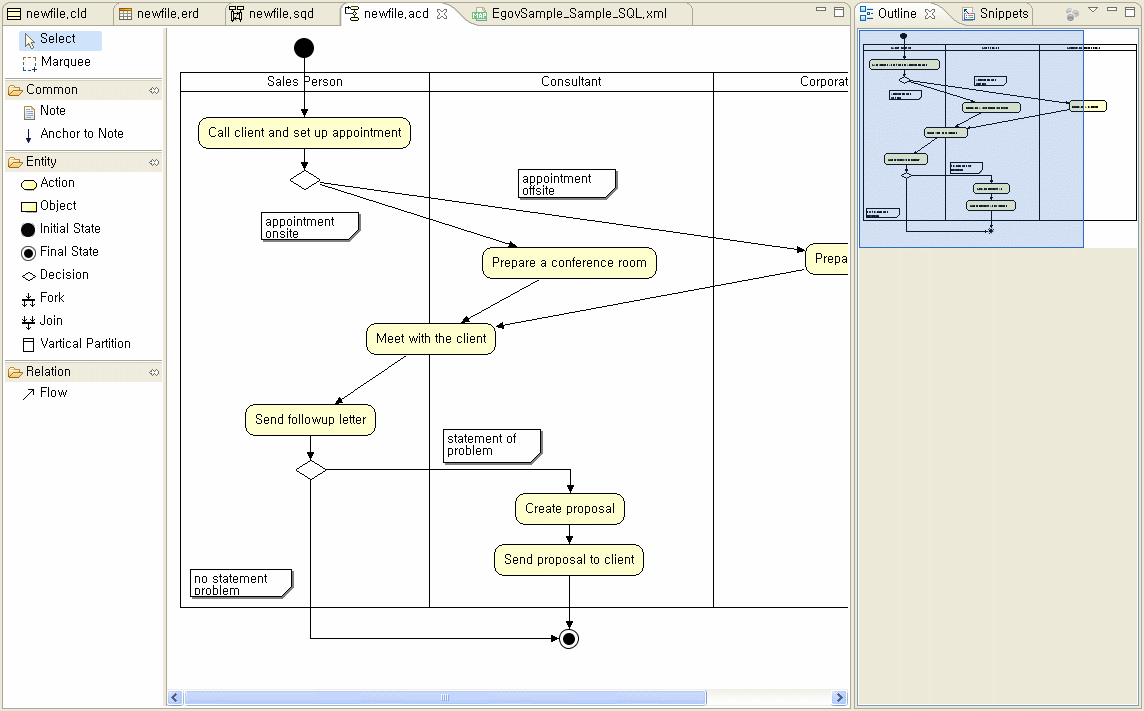 newfile.cld
newfile.erd
newfile.sqd
newfile.acd
EgovSample_Sample_SQL.xml
Outline
Snippets
Select
Marquee
Common
Note
Anchor to Note
Entity
Action
Object
Initial State
Final State
Decision
Fork
Join
Vartical Partition
Relation
Flow
Sales Person
Consultant
Corporat
Call client and set up appointment
appointment
offsite
appointment
onsite
Prepare a conference room
Prepa
Meet with the client
Send followup letter
statement of
problem
Create proposal
Send proposal to client
no statement
problem